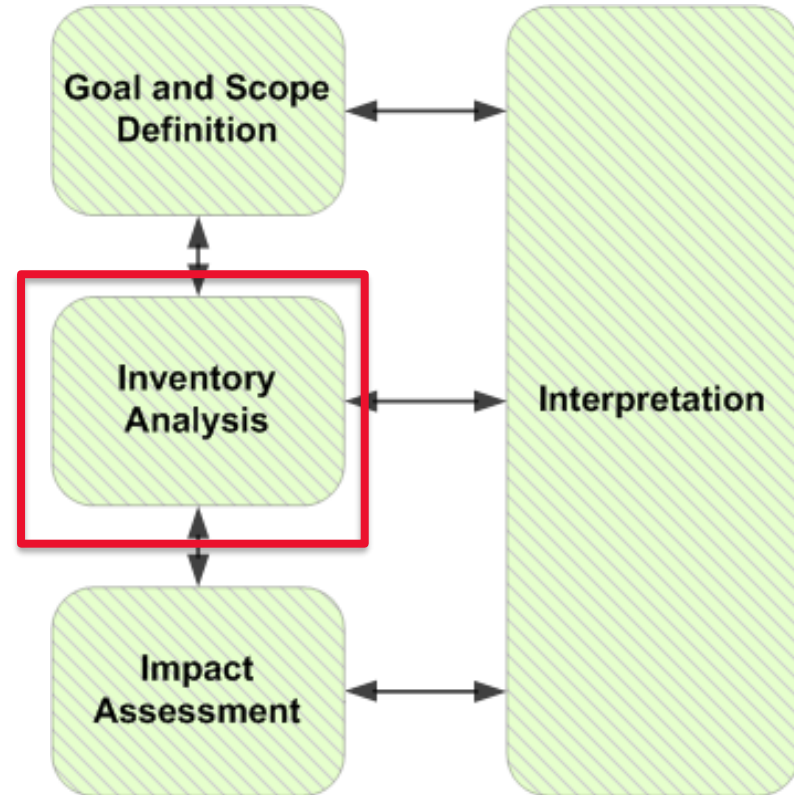 Goal and Scope
Definition
Inventory
Analysis
Interpretation
Impact
Assessment